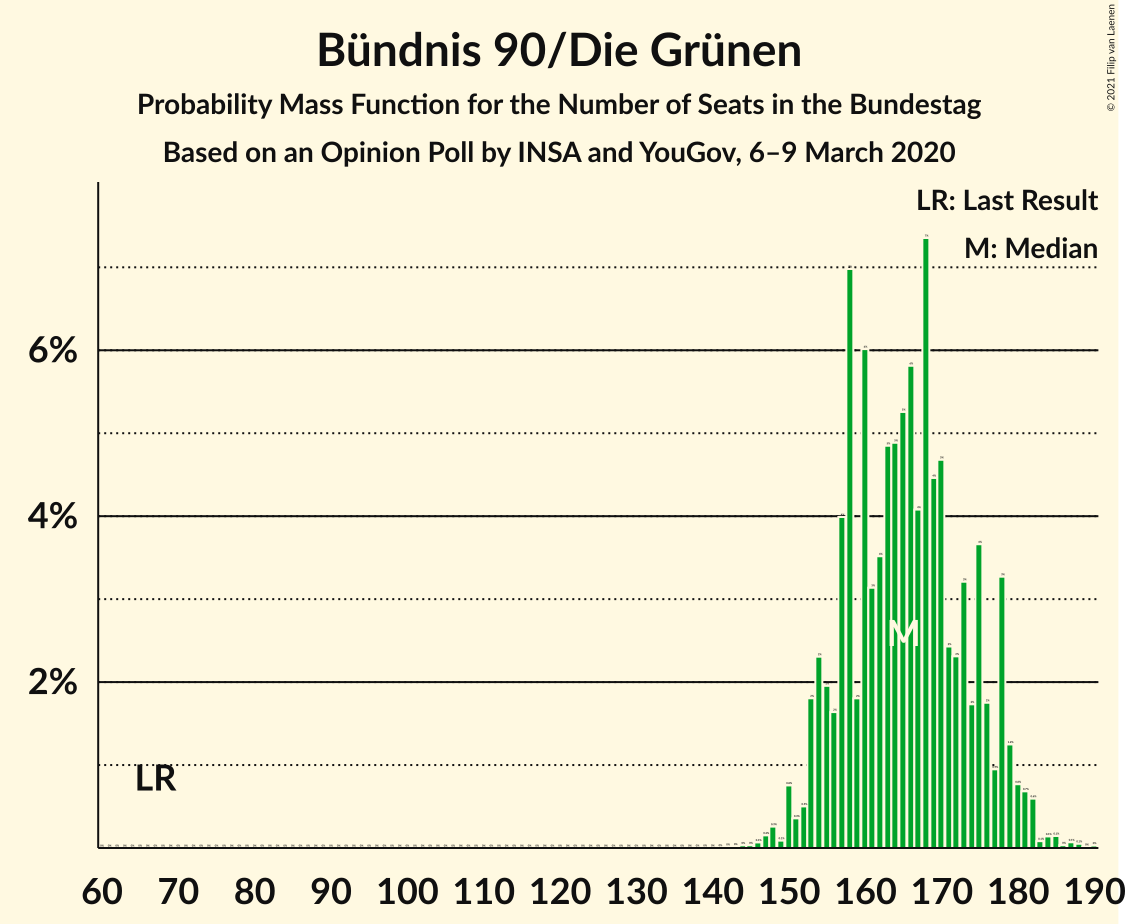 Bündnis 90/Die Grünen
Probability Mass Function for the Number of Seats in the Bundestag
Based on an Opinion Poll by INSA and YouGov, 6–9 March 2020
© 2021 Filip van Laenen
LR: Last Result
M: Median
6%
4%
2%
LR
M
60 70 80 90 100 110 120 130 140 150 160 170 180 190